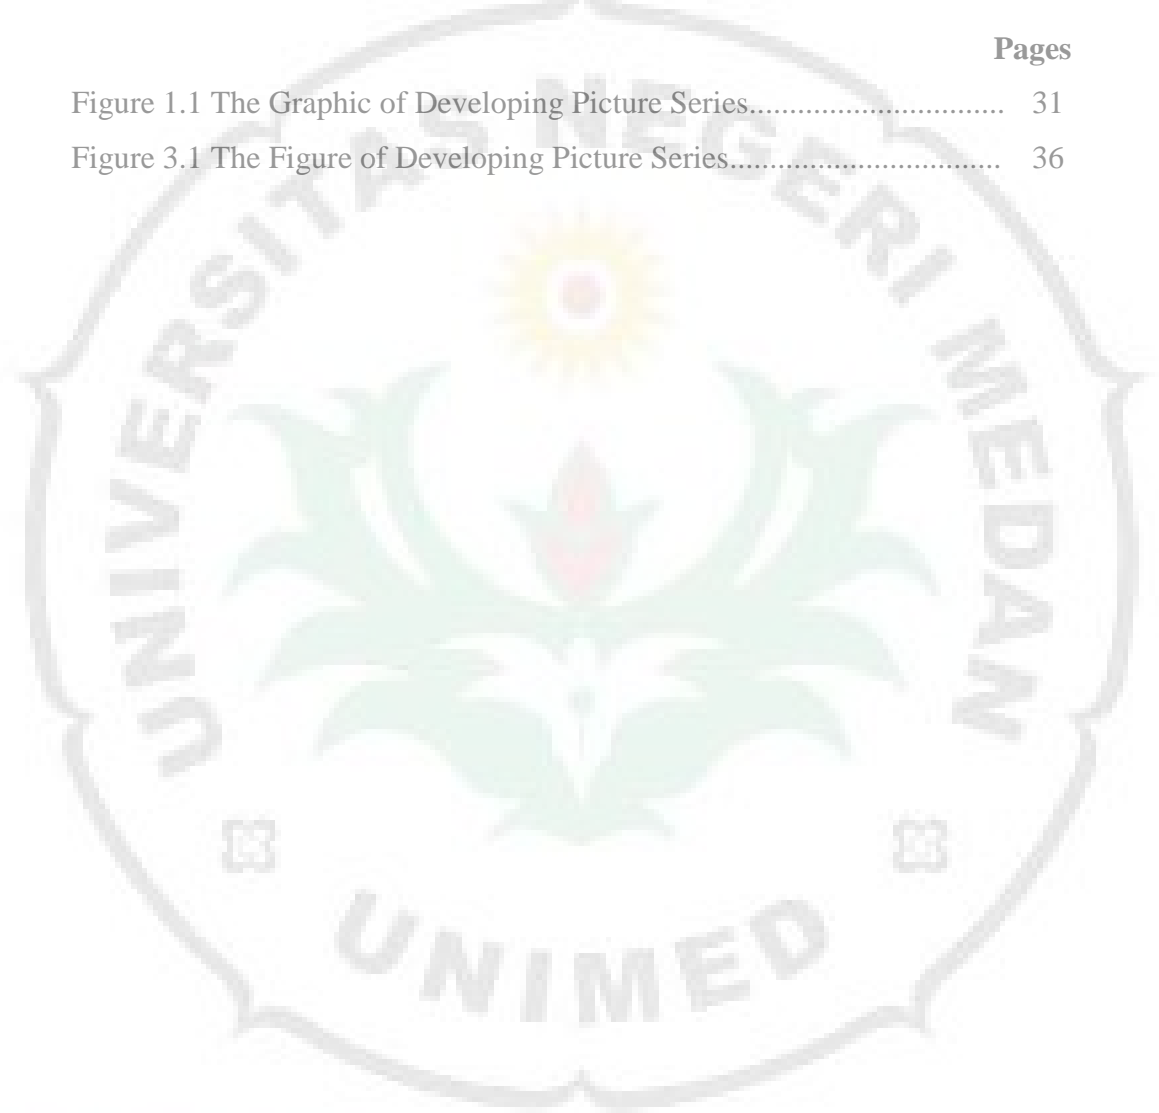 Pages
Figure 1.1 The Graphic of Developing Picture Series............................... 31
Figure 3.1 The Figure of Developing Picture Series................................. 36
UNIVERSITAS NEGERI MEDAN
UNIMED